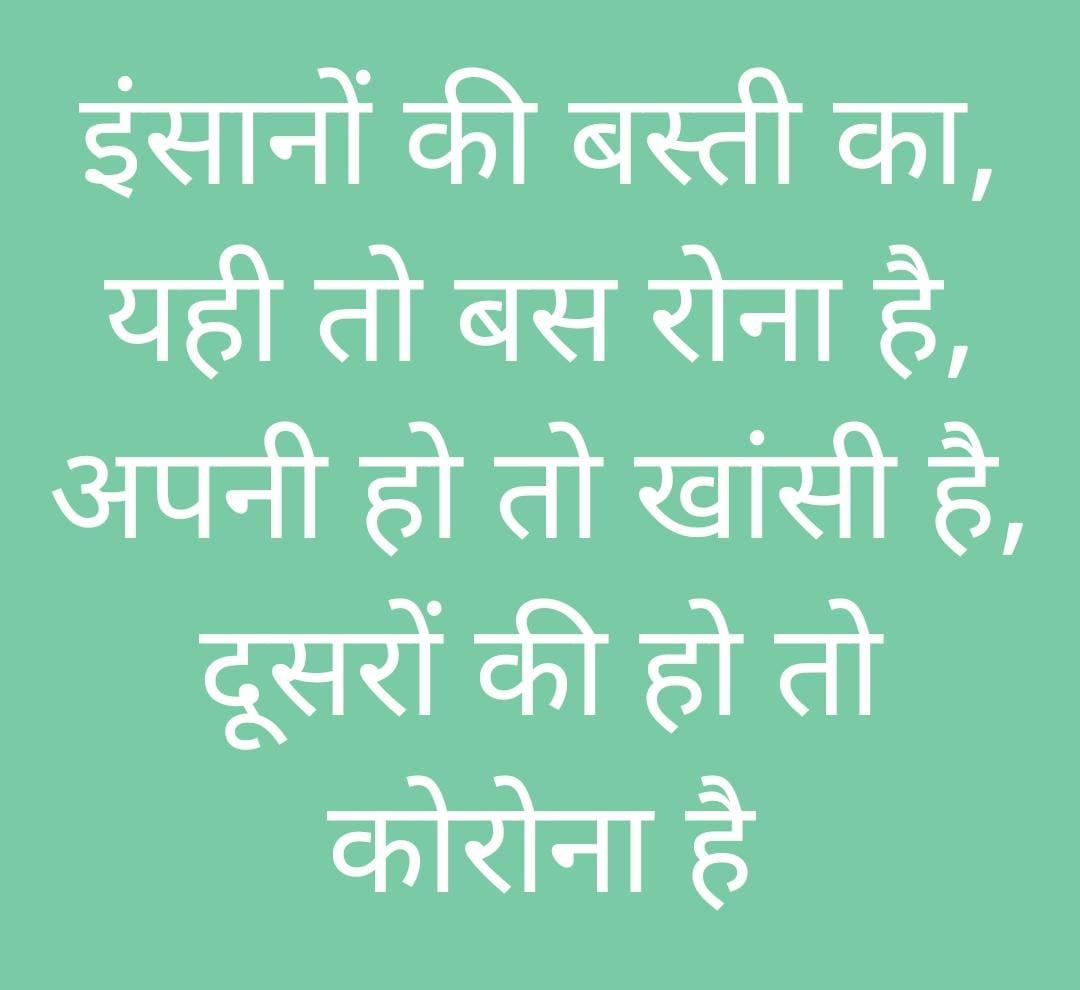 इंसानों की बस्ती का,
यही तो बस रोना है,
अपनी हो तो खांसी है,
दूसरों की हो तो
कोरोना है